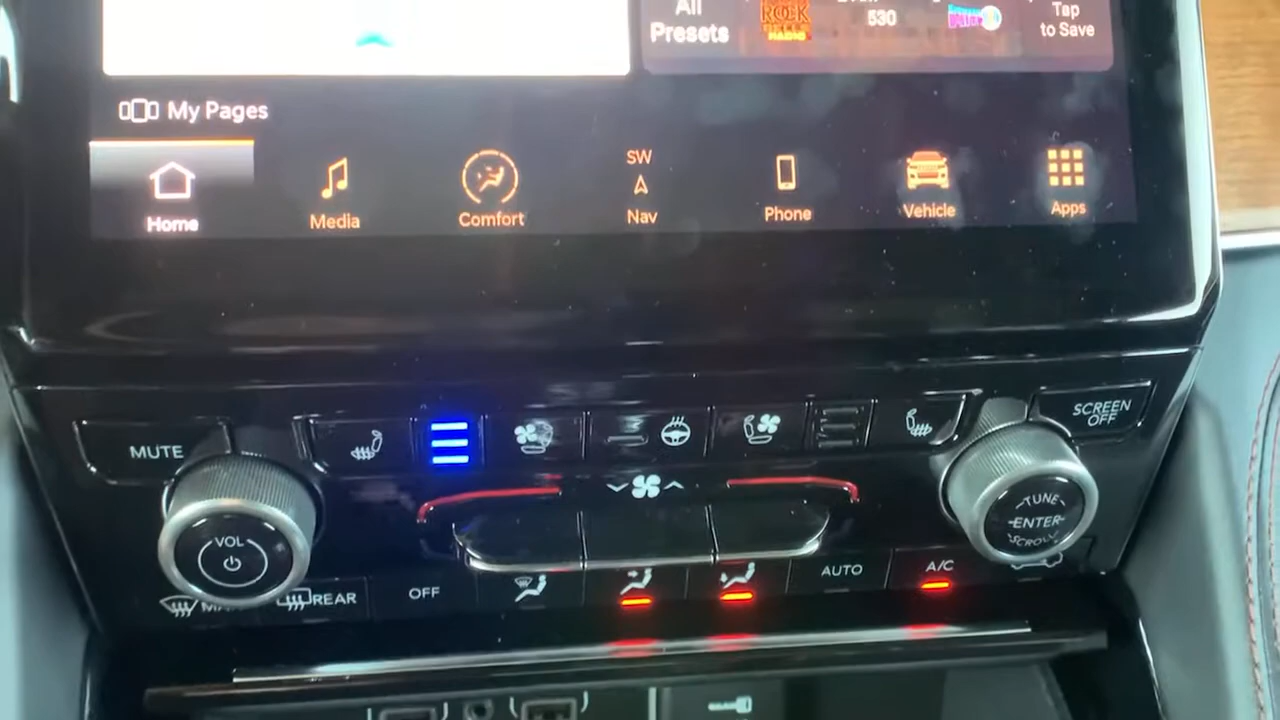 All
Presets
ROCK
RADIO
530
Tap
to Save
My Pages
Home
Media
Comfort
SW
Nav
Phone
Vehicle
Apps
MUTE
SCREEN
OFF
VOL
TUNE
ENTER
SCROLL
REAR
OFF
AUTO
A/C